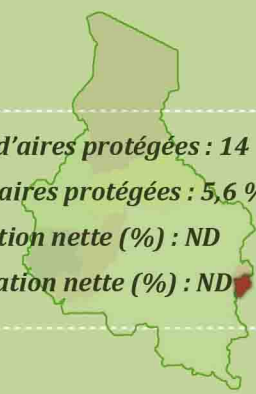 d'aires protégées : 14
aires protégées : 5,6 %
tion nette (%) : ND
ation nette (%) : ND